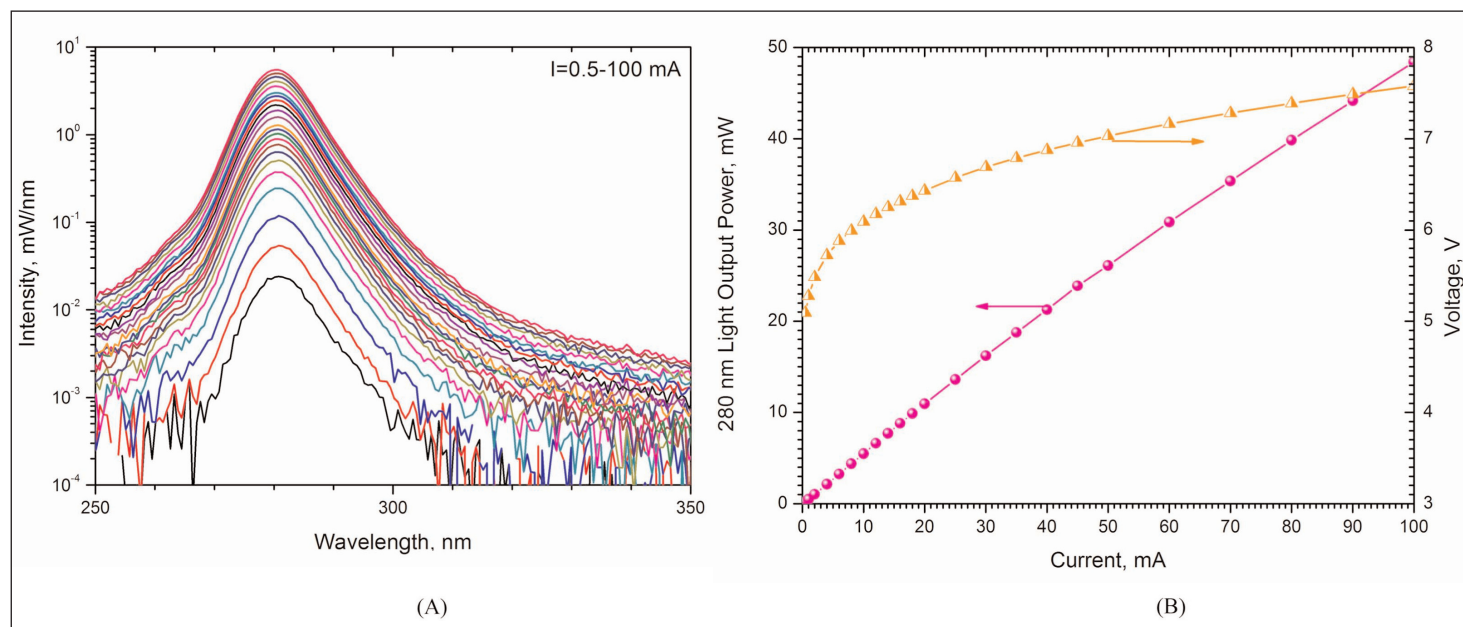 I=0.5-100 mA
10¹
10⁰
10⁻¹
10⁻²
10⁻³
10⁻⁴
Intensity, mW/nm
250
300
350
Wavelength, nm
(A)
50
40
30
20
10
0
280 nm Light Output Power, mW
8
7
6
5
4
3
Voltage, V
0 10 20 30 40 50 60 70 80 90 100
Current, mA
(B)